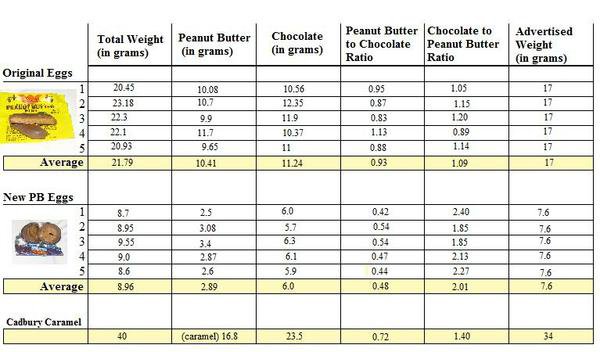 Total Weight (in grams) Peanut Butter (in grams) Chocolate (in grams) Peanut Butter to Chocolate Ratio Chocolate to Peanut Butter Ratio Advertised Weight (in grams)
Original Eggs
1 20.45 10.08 10.56 0.95 1.05 17
2 23.18 10.7 12.35 0.87 1.15 17
3 22.3 9.9 11.9 0.83 1.20 17
4 22.1 11.7 10.37 1.13 0.89 17
5 20.93 9.65 11 0.88 1.14 17
Average 21.79 10.41 11.24 0.93 1.09 17
PEANUT BUTTER
New PB Eggs
1 8.7 2.5 6.0 0.42 2.40 7.6
2 8.95 3.08 5.7 0.54 1.85 7.6
3 9.55 3.4 6.3 0.54 1.85 7.6
4 9.0 2.87 6.1 0.47 2.13 7.6
5 8.6 2.6 5.9 0.44 2.27 7.6
Average 8.96 2.89 6.0 0.48 2.01 7.6
Cadbury Caramel 40 (caramel) 16.8 23.5 0.72 1.40 34